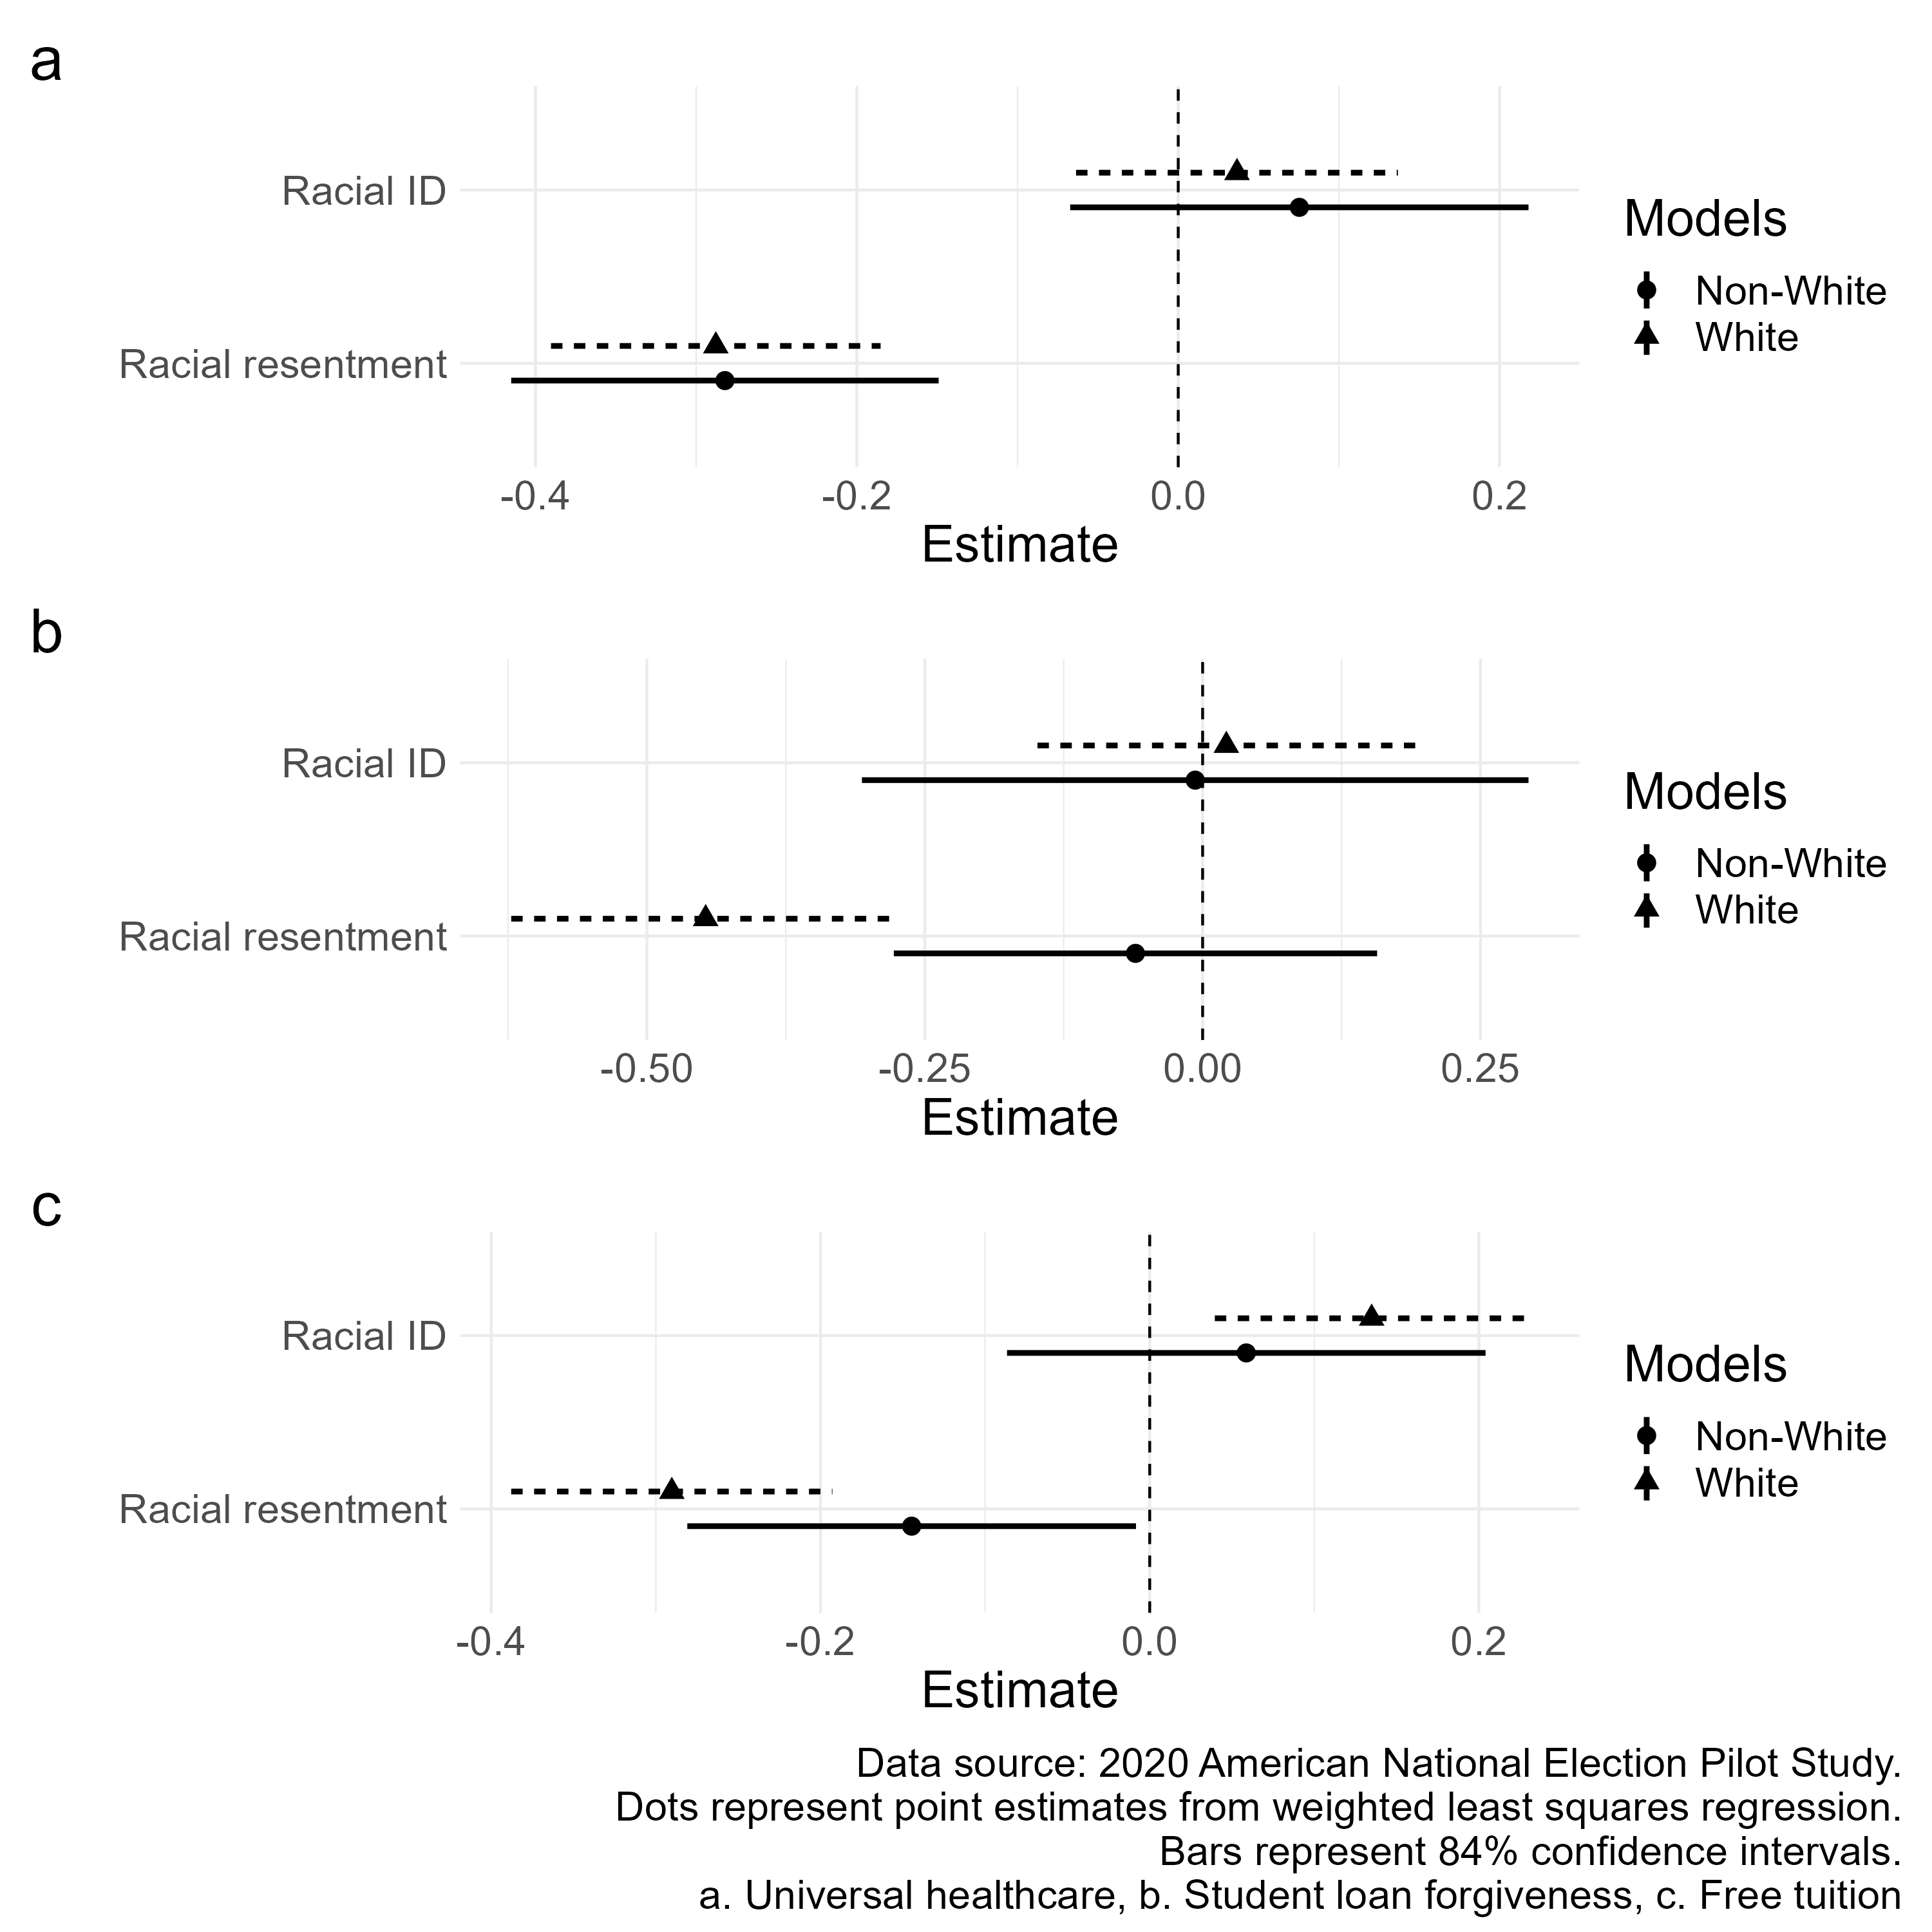 a
Racial ID
Racial resentment
-0.4 -0.2 0.0 0.2
Estimate
Models
Non-White
White
b
Racial ID
Racial resentment
-0.50 -0.25 0.00 0.25
Estimate
Models
Non-White
White
c
Racial ID
Racial resentment
-0.4 -0.2 0.0 0.2
Estimate
Models
Non-White
White
Data source: 2020 American National Election Pilot Study.
Dots represent point estimates from weighted least squares regression.
Bars represent 84% confidence intervals.
a. Universal healthcare, b. Student loan forgiveness, c. Free tuition